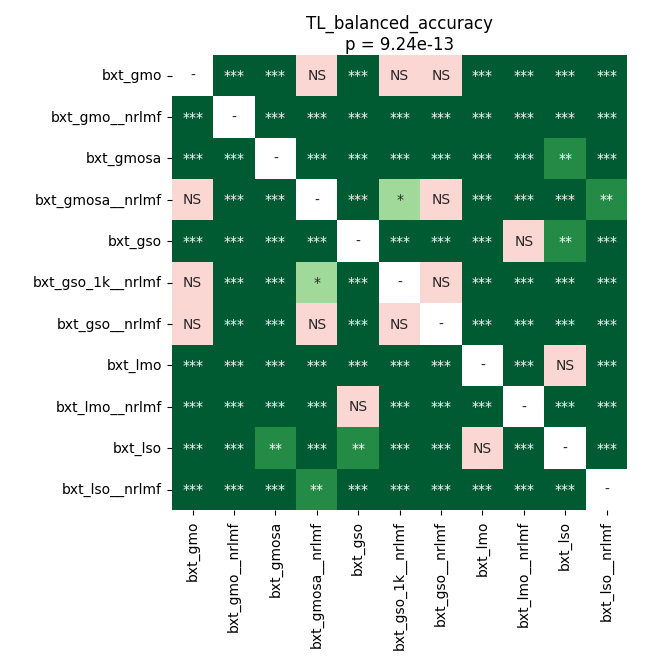 TL_balanced_accuracy
p = 9.24e-13
bxt_gmo - *** *** NS *** NS NS *** *** *** ***
bxt_gmo__nrlmf *** - *** *** *** *** *** *** *** *** ***
bxt_gmosa *** *** - *** *** *** *** *** *** ** ***
bxt_gmosa__nrlmf NS *** *** - *** * NS *** *** *** **
bxt_gso *** *** *** *** - *** *** *** NS ** ***
bxt_gso_1k__nrlmf NS *** *** * *** - NS *** *** *** ***
bxt_gso__nrlmf NS *** *** NS *** NS - *** *** *** ***
bxt_lmo *** *** *** *** *** *** *** - *** NS ***
bxt_lmo__nrlmf *** *** *** *** NS *** *** *** - *** ***
bxt_lso *** *** ** *** ** *** *** NS *** - ***
bxt_lso__nrlmf *** *** *** ** *** *** *** *** *** *** -
bxt_gmo
bxt_gmo__nrlmf
bxt_gmosa
bxt_gmosa__nrlmf
bxt_gso
bxt_gso_1k__nrlmf
bxt_gso__nrlmf
bxt_lmo
bxt_lmo__nrlmf
bxt_lso
bxt_lso__nrlmf